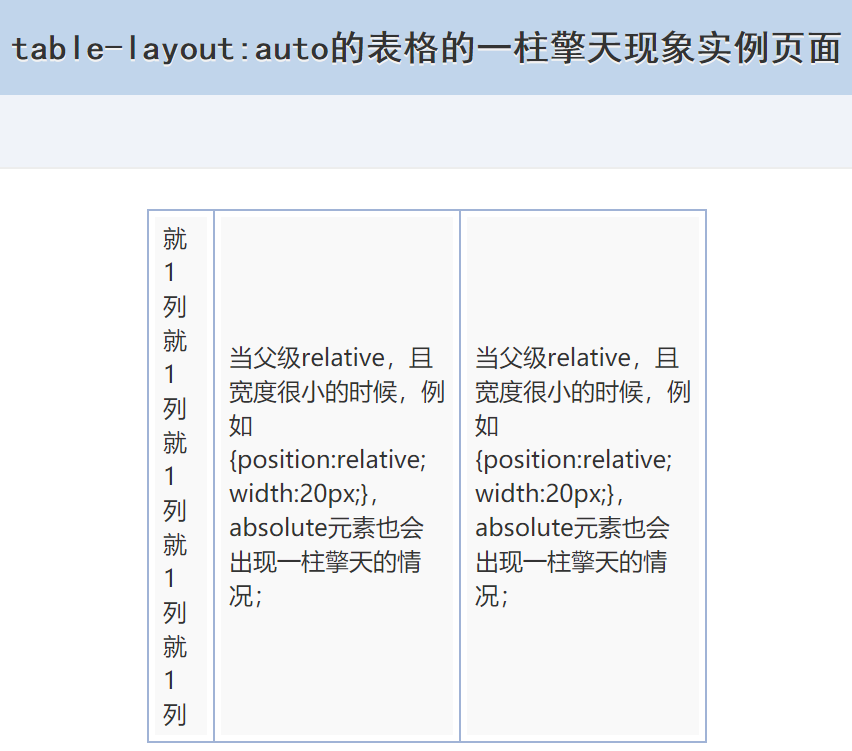 table-layout:auto的表格的一柱擎天现象实例页面
就
1
列
就
1
列
就
1
列
就
1
列
就
1
列
当父级relative，且
宽度很小的时候，例
如
{position:relative;
width:20px;}，
absolute元素也会
出现一柱擎天的情
况；
当父级relative，且
宽度很小的时候，例
如
{position:relative;
width:20px;}，
absolute元素也会
出现一柱擎天的情
况；